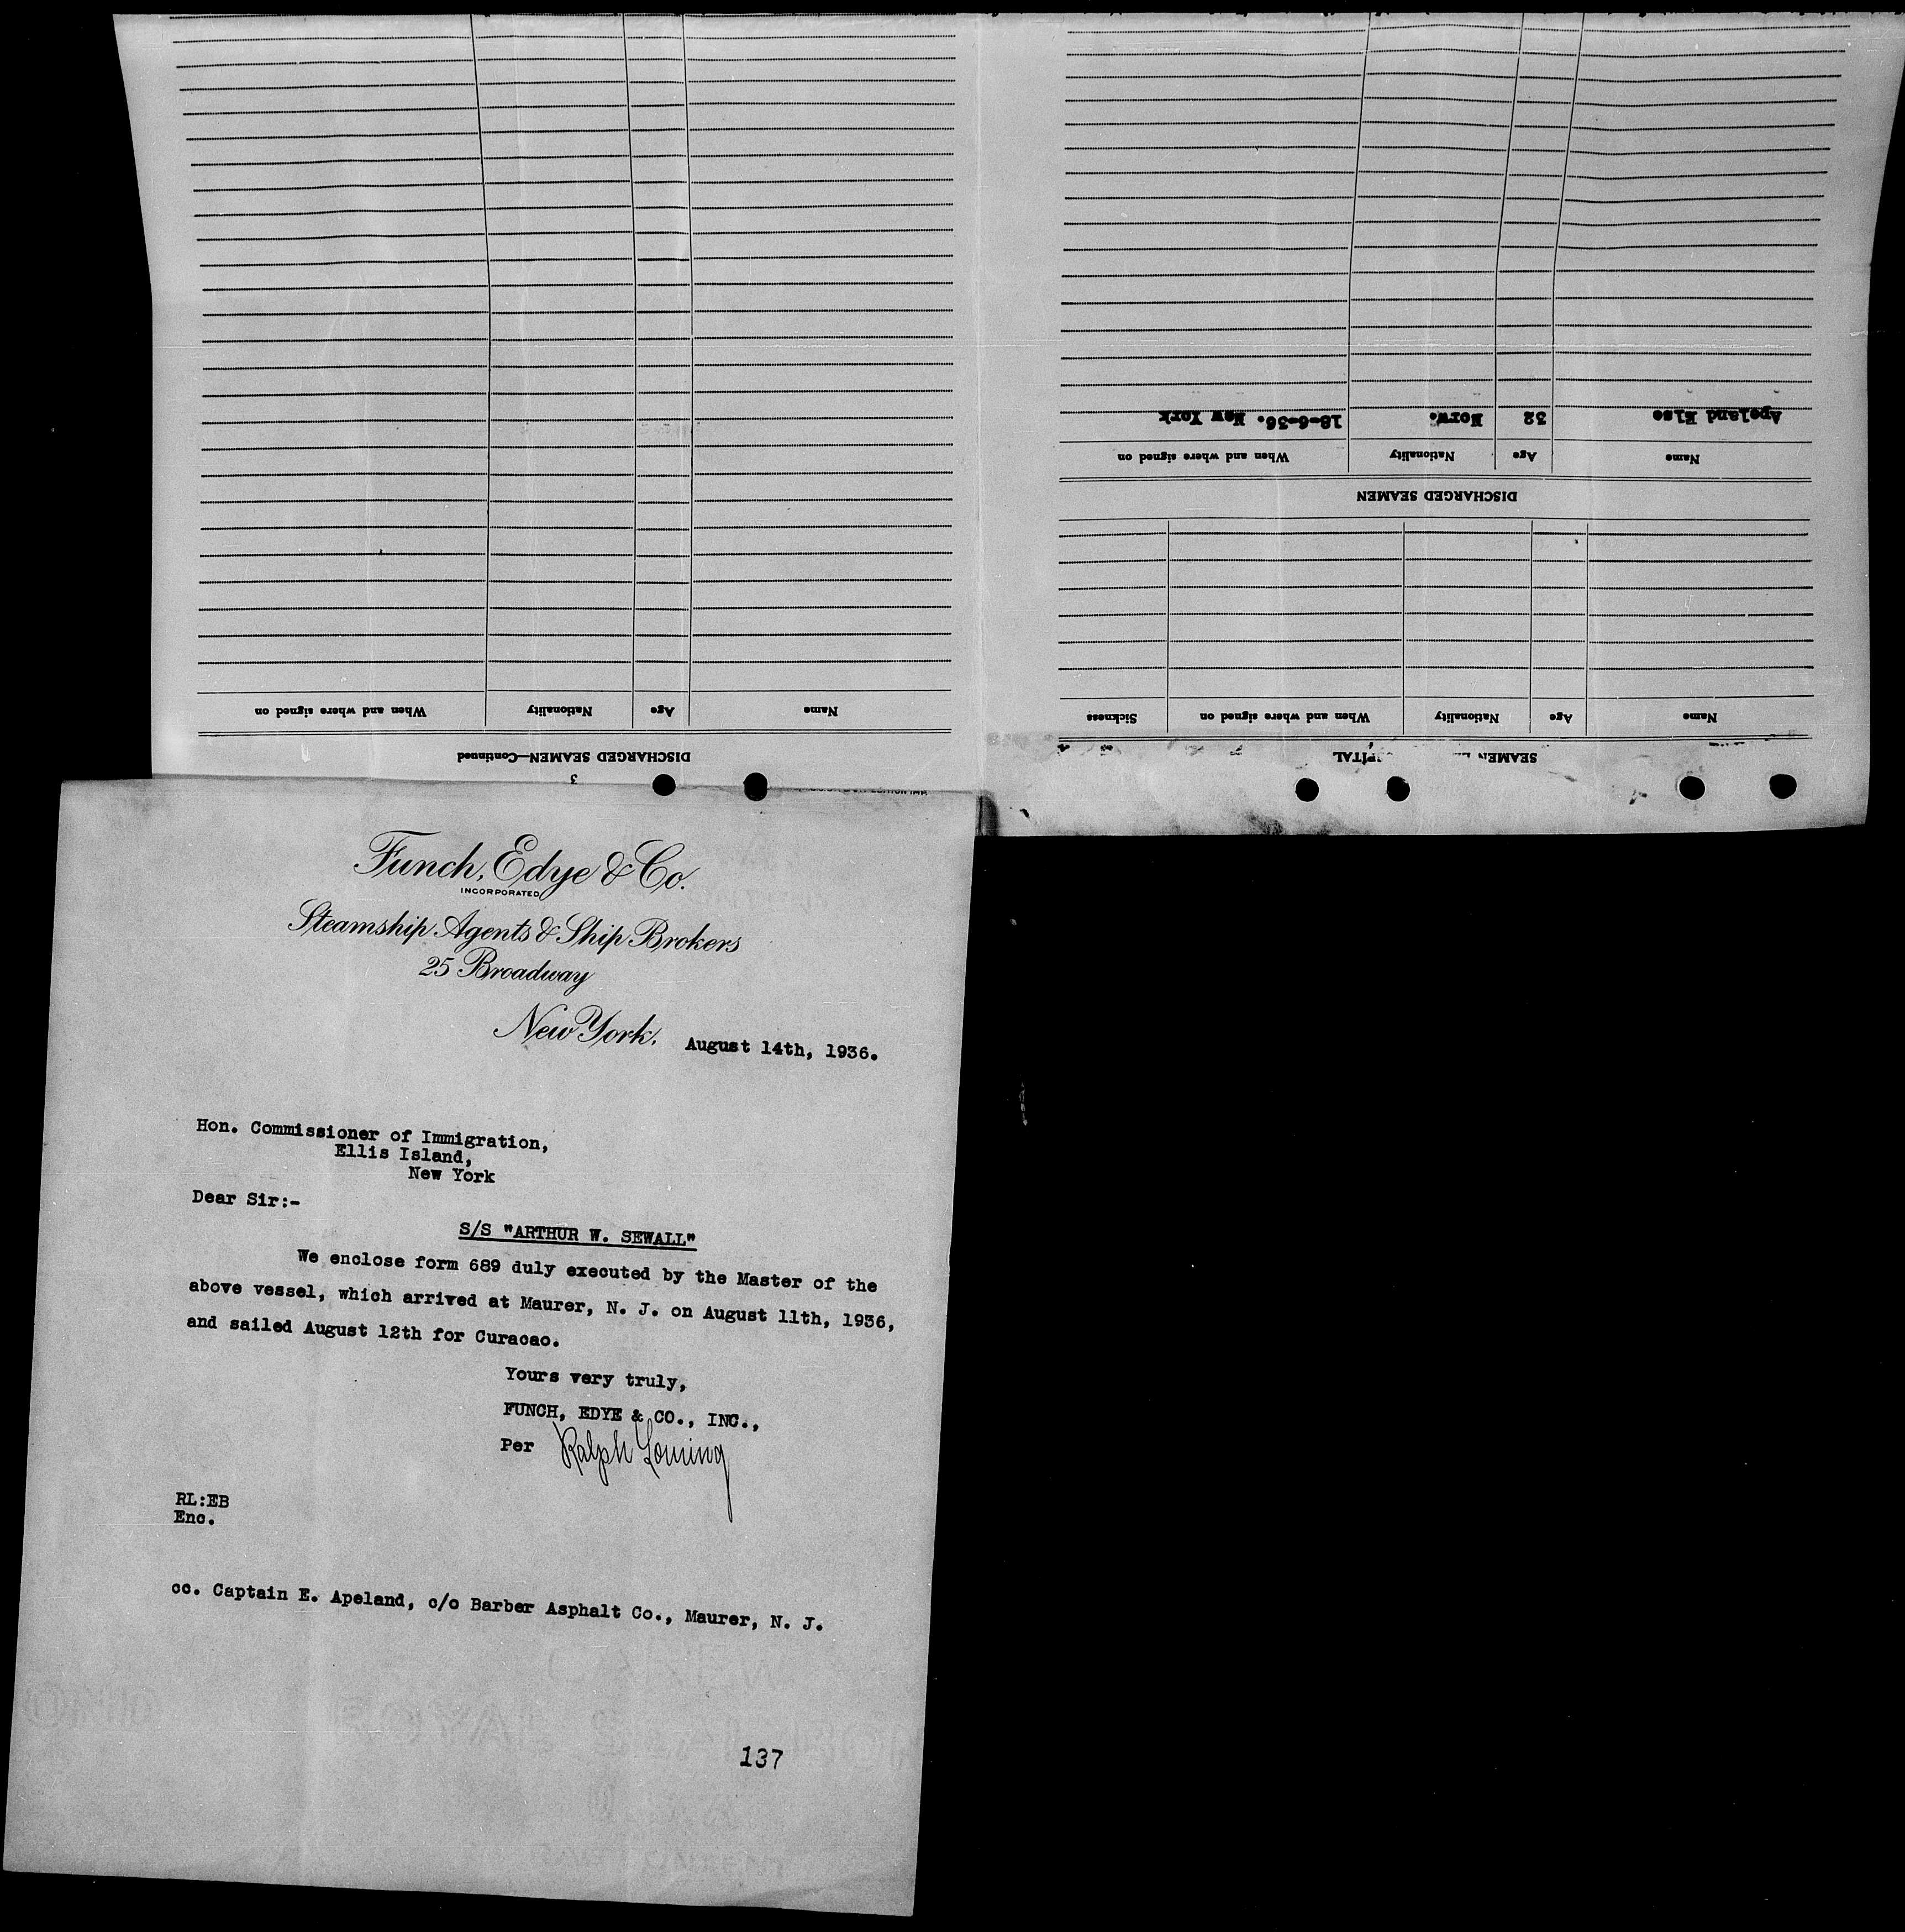 SEAMEN
Name Age Nationality When and where signed on Sickness
DISCHARGED SEAMEN
Name Age Nationality When and where signed on
Apeland Else 32 Norw. 18-6-36. New York
3
DISCHARGED SEAMEN—Continued
Name Age Nationality When and where signed on
Funch, Edye & Co.
INCORPORATED
Steamship Agents & Ship Brokers
25 Broadway
New York. August 14th, 1936.
Hon. Commissioner of Immigration,
Ellis Island,
New York
Dear Sir:-
S/S "ARTHUR W. SEWALL"
We enclose form 689 duly executed by the Master of the
above vessel, which arrived at Maurer, N. J. on August 11th, 1936,
and sailed August 12th for Curacao.
Yours very truly,
FUNCH, EDYE & CO., INC.,
Per Ralph
RL:EB
Enc.
cc. Captain E. Apeland, c/o Barber Asphalt Co., Maurer, N. J.
137